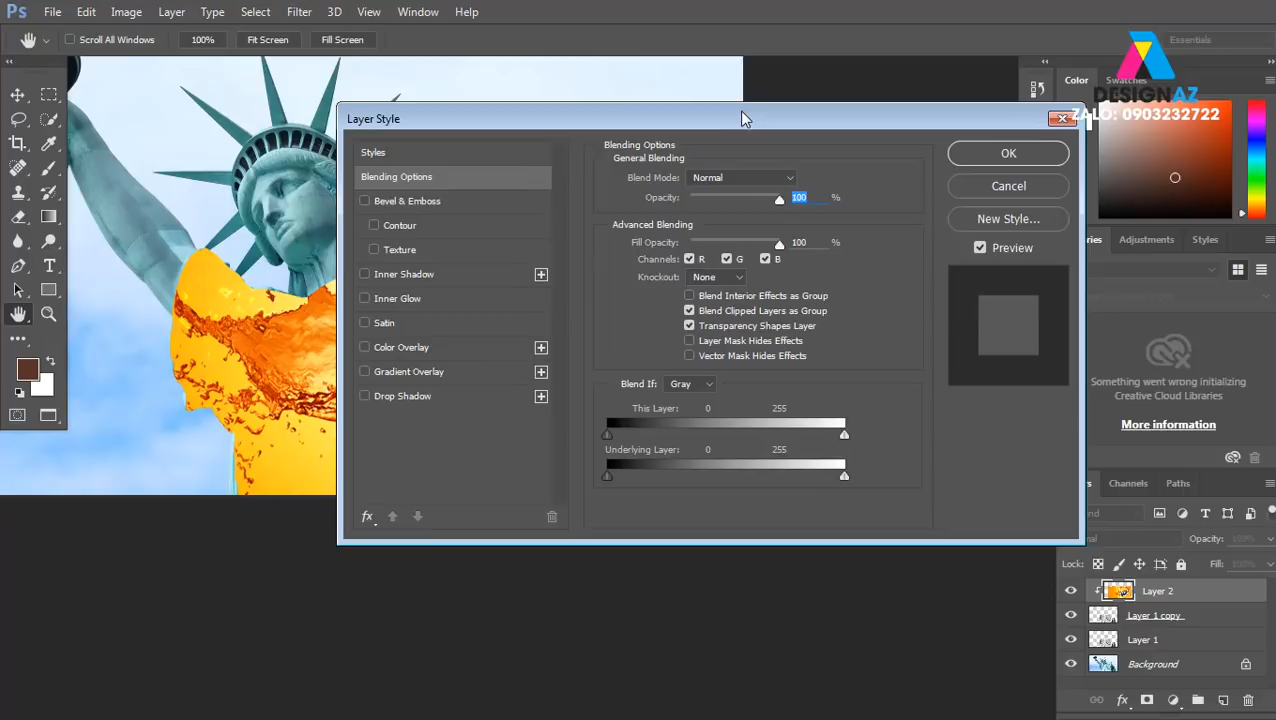 Ps File Edit Image Layer Type Select Filter 3D View Window Help
Scroll All Windows 100% Fit Screen Fill Screen Essentials
Color Swatches
DESIGNAZ
ZALO: 0903232722
Layer Style
Styles
Blending Options
Bevel & Emboss
Contour
Texture
Inner Shadow
Inner Glow
Satin
Color Overlay
Gradient Overlay
Drop Shadow
fx
Blending Options
General Blending
Blend Mode: Normal
Opacity: 100 %
Advanced Blending
Fill Opacity: 100 %
Channels: R G B
Knockout: None
Blend Interior Effects as Group
Blend Clipped Layers as Group
Transparency Shapes Layer
Layer Mask Hides Effects
Vector Mask Hides Effects
Blend If: Gray
This Layer: 0 255
Underlying Layer: 0 255
OK
Cancel
New Style...
Preview
Adjustments Styles
Something went wrong initializing
Creative Cloud Libraries
More information
Channels Paths
Opacity: 100%
Lock: Fill: 100%
Layer 2
Layer 1 copy
Layer 1
Background
fx